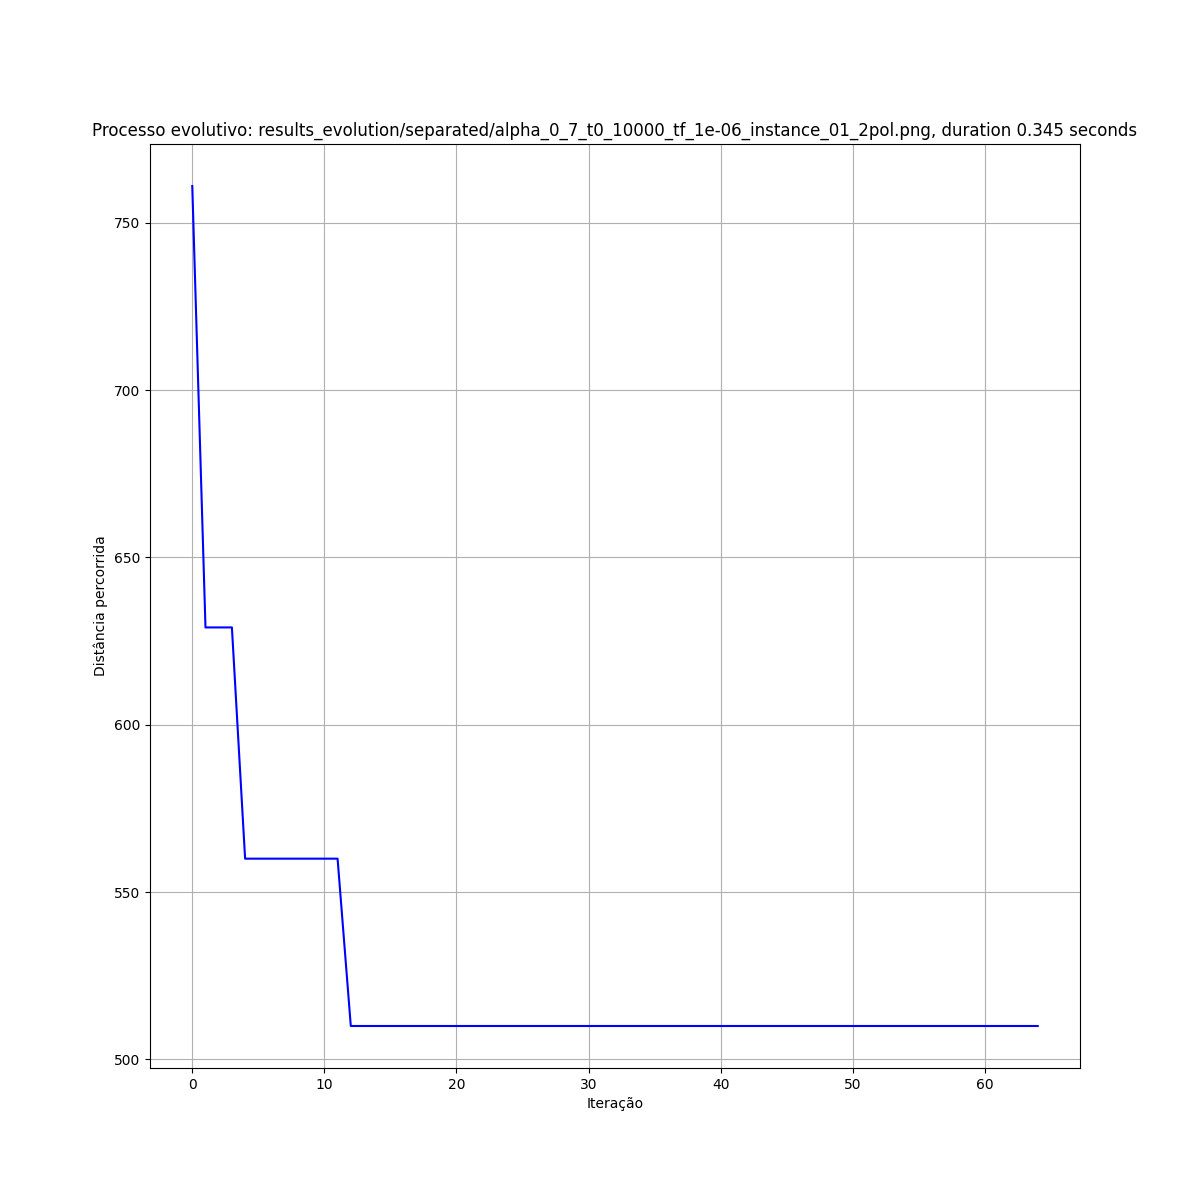 Processo evolutivo: results_evolution/separated/alpha_0_7_t0_10000_tf_1e-06_instance_01_2pol.png, duration 0.345 seconds
750
700
650
600
550
500
Distância percorrida
0 10 20 30 40 50 60
Iteração